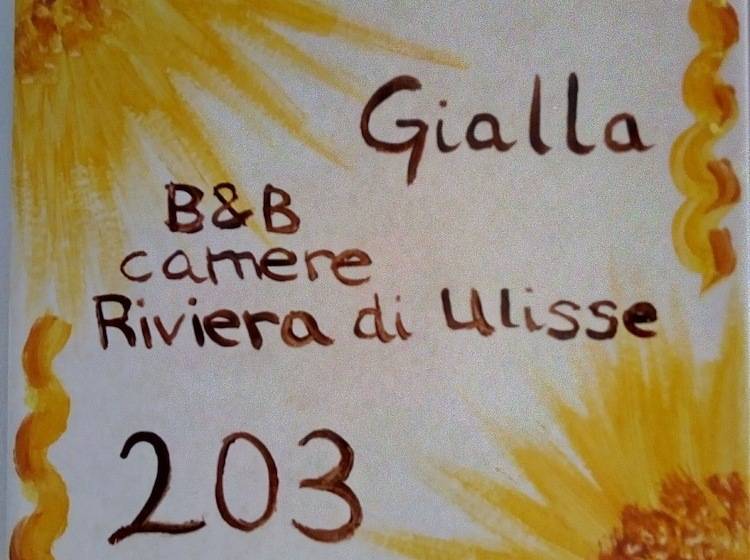 Gialla
B&B
camere
Riviera di Ulisse
203